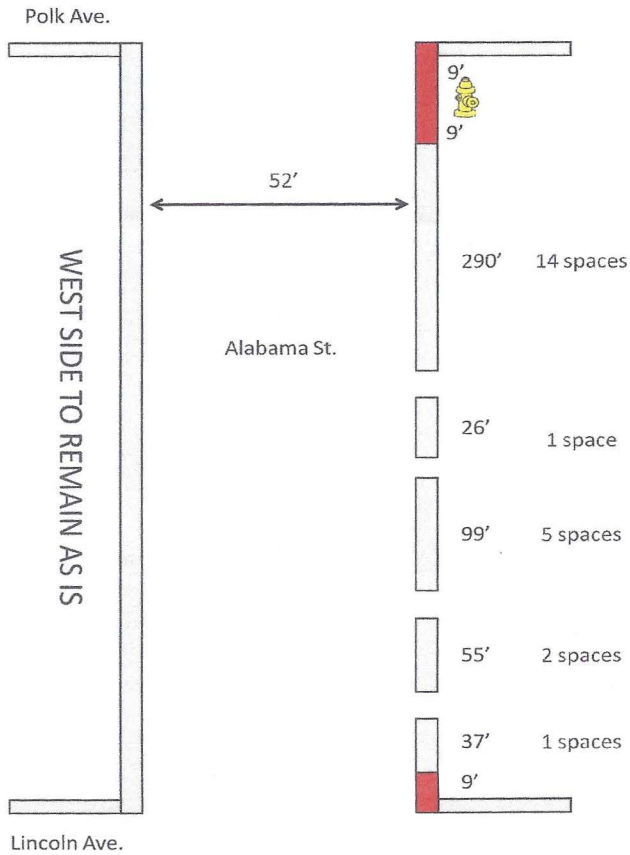 Polk Ave.
9’
9’
52’
290’ 14 spaces
WEST SIDE TO REMAIN AS IS
Alabama St.
26’ 1 space
99’ 5 spaces
55’ 2 spaces
37’ 1 spaces
9’
Lincoln Ave.